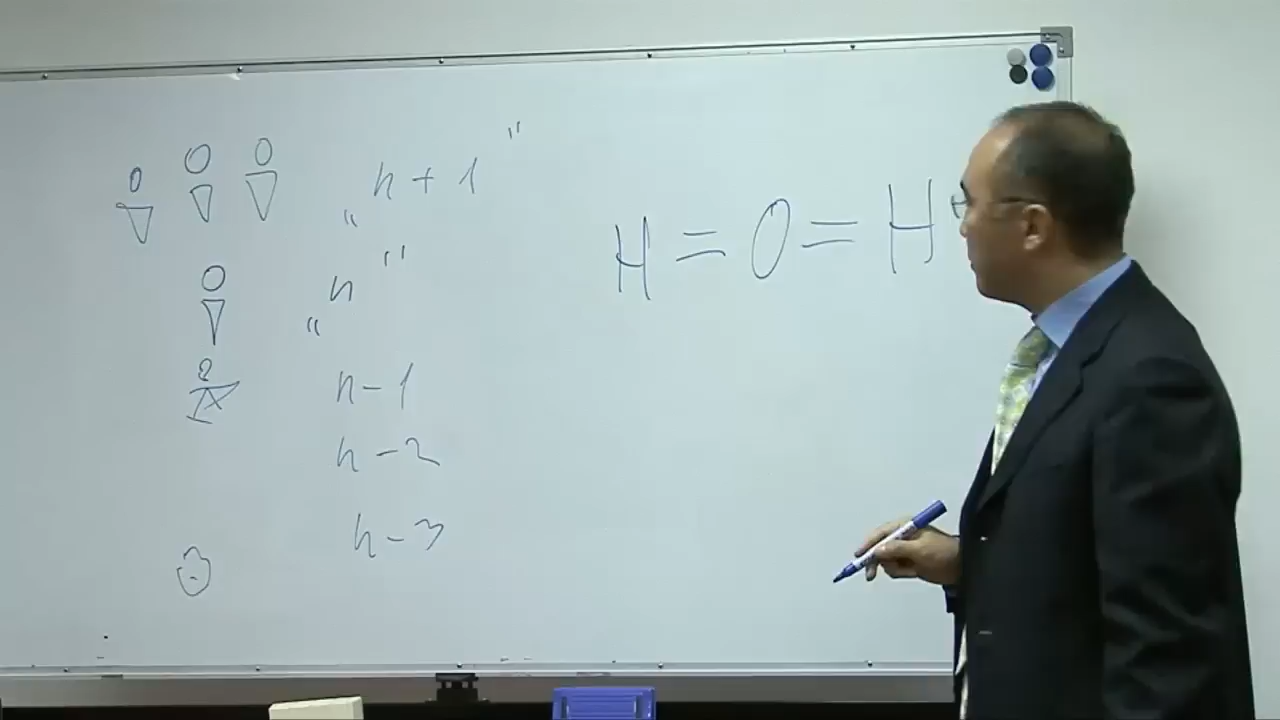 „n + 1"
„n"
n - 1
n - 2
n - 3
H = O = H